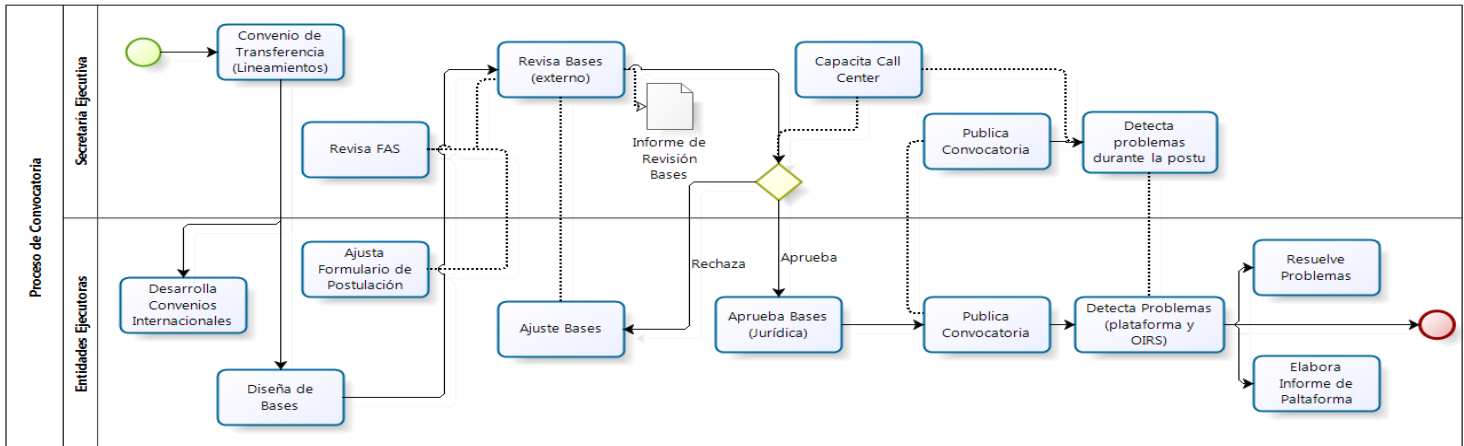 Proceso de Convocatoria
Secretaría Ejecutiva
Convenio de
Transferencia
(Lineamientos)
Revisa FAS
Revisa Bases
(externo)
Informe de
Revisión
Bases
Capacita Call
Center
Publica
Convocatoria
Detecta
problemas
durante la postu
Entidades Ejecutoras
Desarrolla
Convenios
Internacionales
Diseña de
Bases
Ajusta
Formulario de
Postulación
Ajuste Bases
Rechaza
Aprueba
Aprueba Bases
(Jurídica)
Publica
Convocatoria
Detecta Problemas
(plataforma y
OIRS)
Resuelve
Problemas
Elabora
Informe de
Paltaforma